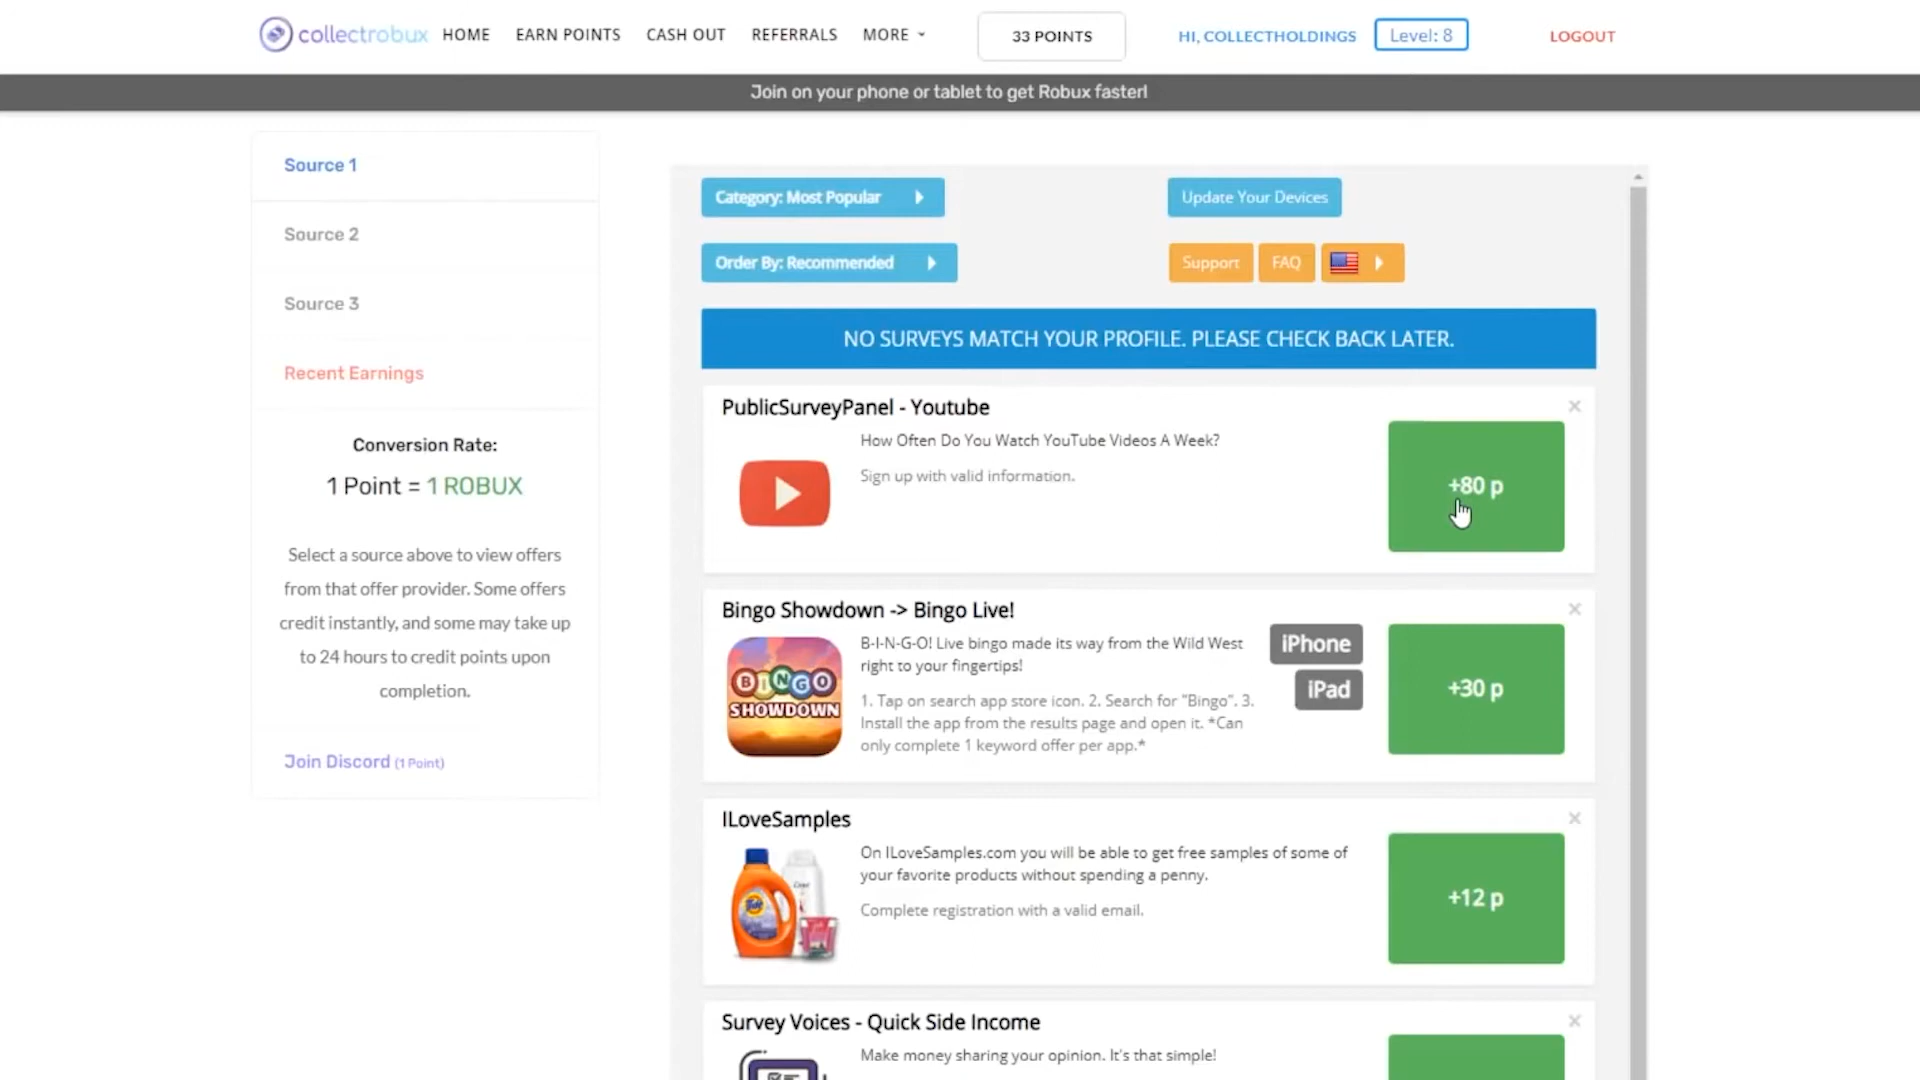 collectrobux HOME EARN POINTS CASH OUT REFERRALS MORE 33 POINTS HI, COLLECTHOLDINGS Level: 8 LOGOUT
Join on your phone or tablet to get Robux faster!
Source 1
Source 2
Source 3
Recent Earnings
Conversion Rate:
1 Point = 1 ROBUX
Select a source above to view offers
from that offer provider. Some offers
credit instantly, and some may take up
to 24 hours to credit points upon
completion.
Join Discord (1 Point)
Category: Most Popular
Update Your Devices
Order By: Recommended
Support FAQ
NO SURVEYS MATCH YOUR PROFILE. PLEASE CHECK BACK LATER.
PublicSurveyPanel - Youtube
How Often Do You Watch YouTube Videos A Week?
Sign up with valid information.
+80 p
Bingo Showdown -> Bingo Live!
BINGO
SHOWDOWN
B-I-N-G-O! Live bingo made its way from the Wild West
right to your fingertips!
1. Tap on search app store icon. 2. Search for "Bingo". 3.
Install the app from the results page and open it. *Can
only complete 1 keyword offer per app.*
iPhone
iPad
+30 p
ILoveSamples
Tide
Dove
On ILoveSamples.com you will be able to get free samples of some of
your favorite products without spending a penny.
Complete registration with a valid email.
+12 p
Survey Voices - Quick Side Income
Make money sharing your opinion. It's that simple!